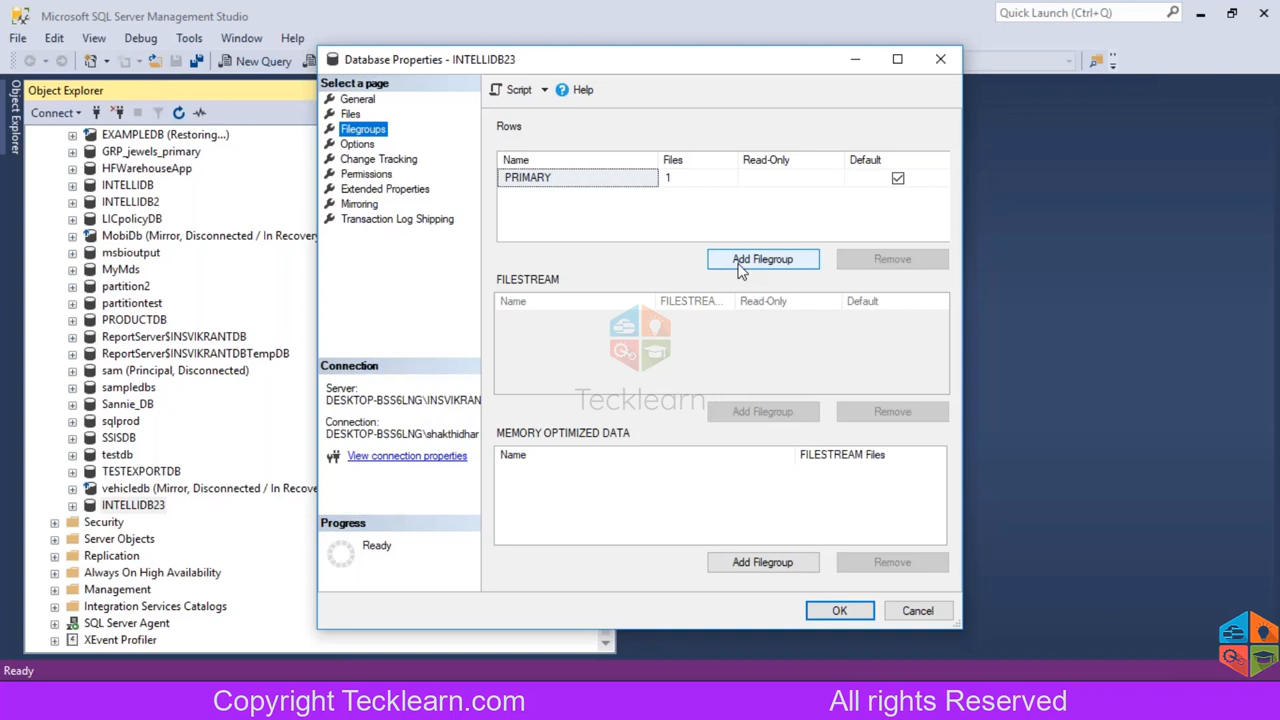 Microsoft SQL Server Management Studio
Quick Launch (Ctrl+Q)
File Edit View Debug Tools Window Help
New Query
Object Explorer
Object Explorer
Connect
EXAMPLEDB (Restoring...)
GRP_jewels_primary
HFWarehouseApp
INTELLIDB
INTELLIDB2
LICpolicyDB
MobiDb (Mirror, Disconnected / In Recovery
msbioutput
MyMds
partition2
partitiontest
PRODUCTDB
ReportServer$INSVIKRANTDB
ReportServer$INSVIKRANTDBTempDB
sam (Principal, Disconnected)
sampledbs
Sannie_DB
sqlprod
SSISDB
testdb
TESTEXPORTDB
vehicledb (Mirror, Disconnected / In Recove
INTELLIDB23
Security
Server Objects
Replication
Always On High Availability
Management
Integration Services Catalogs
SQL Server Agent
XEvent Profiler
Database Properties - INTELLIDB23
Select a page
General
Files
Filegroups
Options
Change Tracking
Permissions
Extended Properties
Mirroring
Transaction Log Shipping
Connection
Server:
DESKTOP-BSS6LNG\INSVIKRAN
Connection:
DESKTOP-BSS6LNG\shakthidhar
View connection properties
Progress
Ready
Script Help
Rows
Name Files Read-Only Default
PRIMARY 1
Add Filegroup Remove
FILESTREAM
Name FILESTREA... Read-Only Default
Tecklearn
Add Filegroup Remove
MEMORY OPTIMIZED DATA
Name FILESTREAM Files
Add Filegroup Remove
OK Cancel
Ready
Copyright Tecklearn.com All rights Reserved